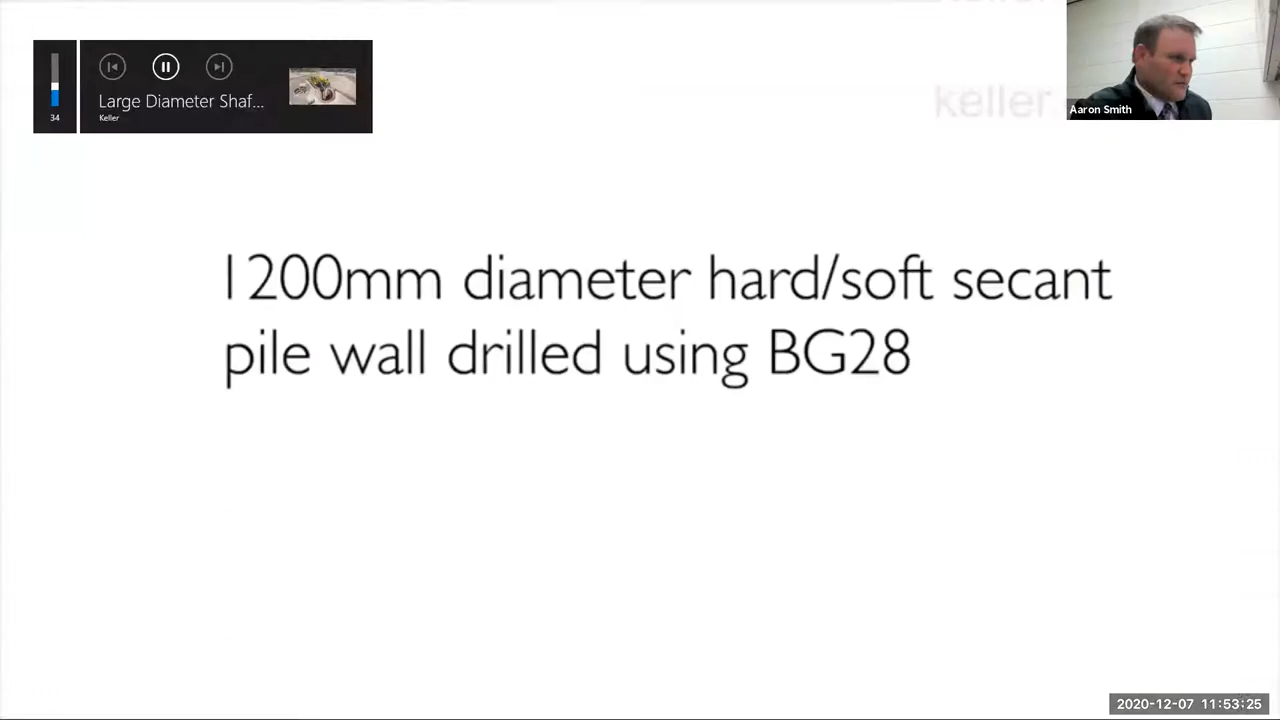 Large Diameter Shaf...
Keller
34
keller
Aaron Smith
1200mm diameter hard/soft secant
pile wall drilled using BG28
2020-12-07 11:53:25